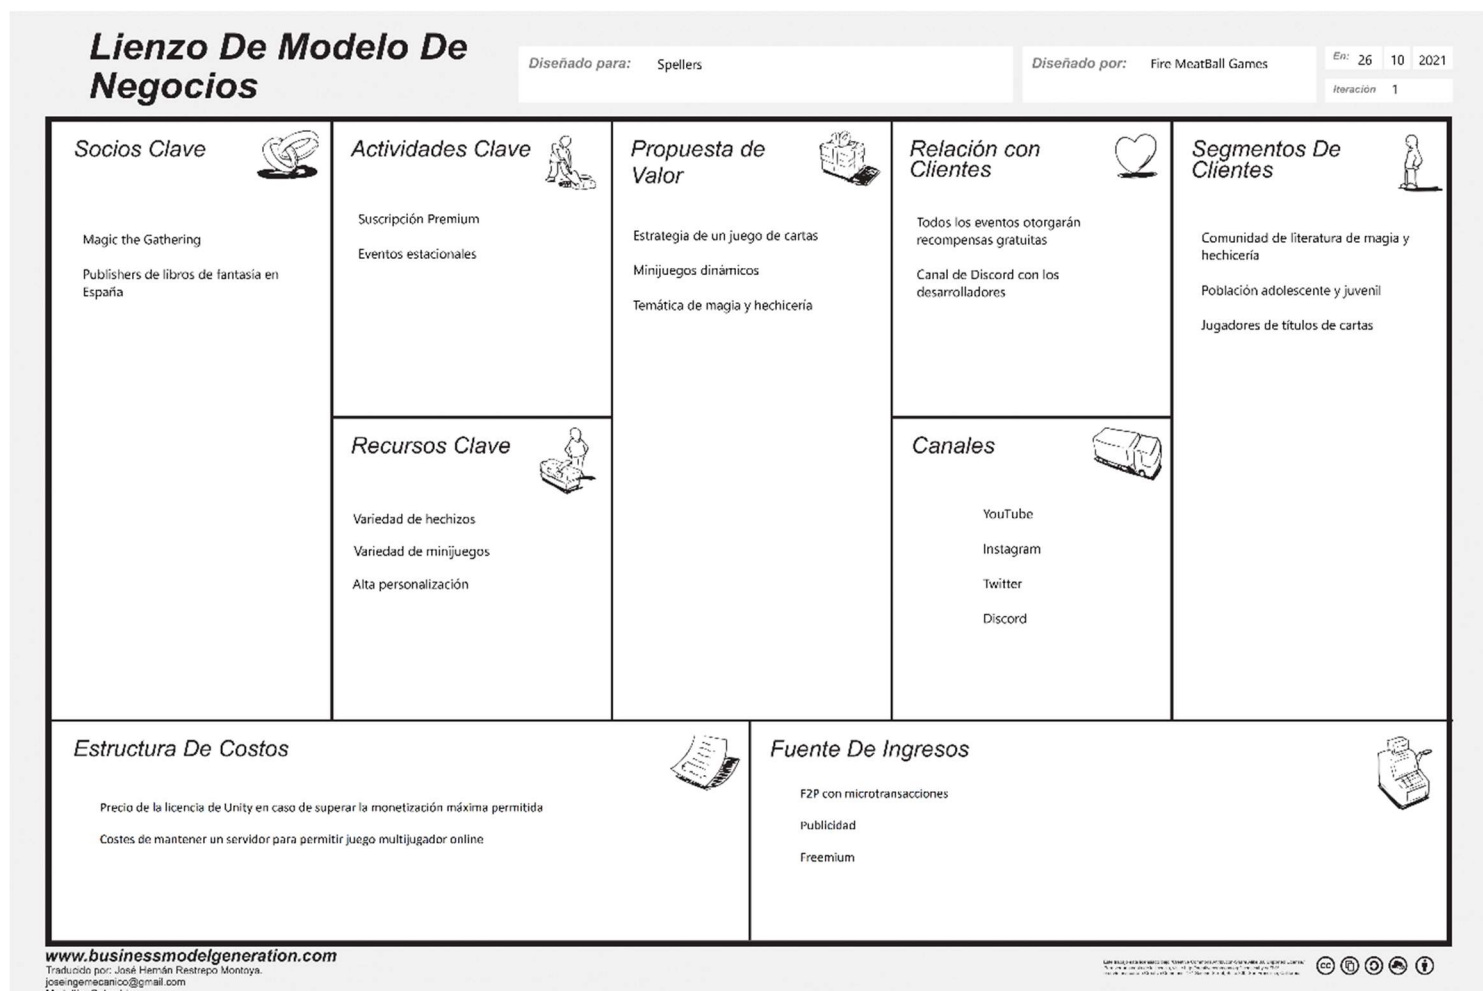 Lienzo De Modelo De
Negocios
Diseñado para: Spellers
Diseñado por: Fire MeatBall Games
En: 26 10 2021
Iteración 1
Socios Clave
Magic the Gathering
Publishers de libros de fantasía en
España
Actividades Clave
Suscripción Premium
Eventos estacionales
Recursos Clave
Variedad de hechizos
Variedad de minijuegos
Alta personalización
Propuesta de
Valor
Estrategia de un juego de cartas
Minijuegos dinámicos
Temática de magia y hechicería
Relación con
Clientes
Todos los eventos otorgarán
recompensas gratuitas
Canal de Discord con los
desarrolladores
Canales
YouTube
Instagram
Twitter
Discord
Segmentos De
Clientes
Comunidad de literatura de magia y
hechicería
Población adolescente y juvenil
Jugadores de títulos de cartas
Estructura De Costos
Precio de la licencia de Unity en caso de superar la monetización máxima permitida
Costes de mantener un servidor para permitir juego multijugador online
Fuente De Ingresos
F2P con microtransacciones
Publicidad
Freemium
www.businessmodelgeneration.com
Traducido por: José Hernán Restrepo Montoya.
joseingemecanico@gmail.com
cc